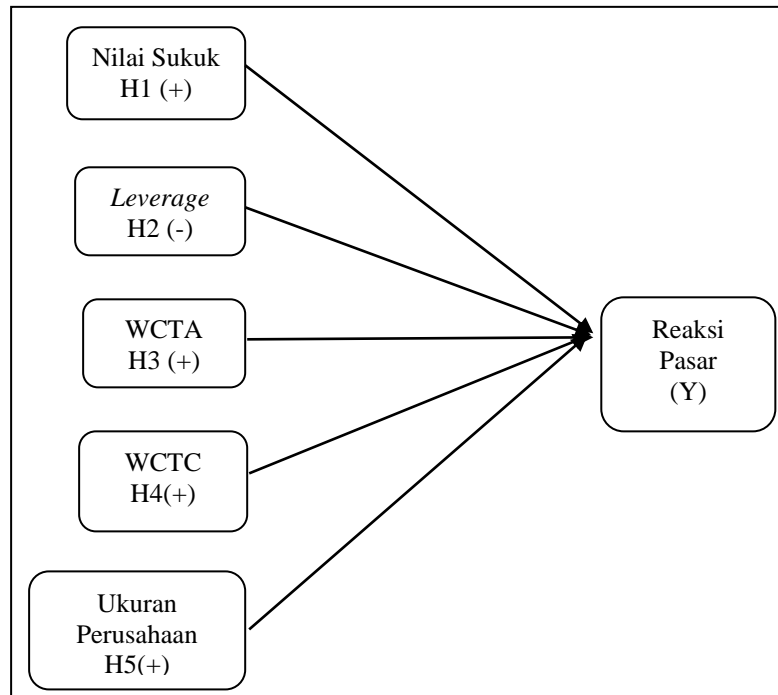 Nilai Sukuk
H1 (+)
Leverage
H2 (-)
WCTA
H3 (+)
WCTC
H4(+)
Ukuran
Perusahaan
H5(+)
Reaksi
Pasar
(Y)